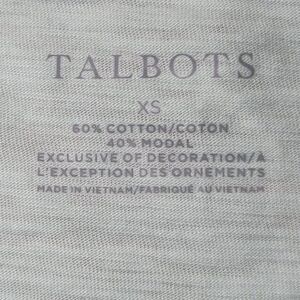 TALBOTS
XS
60% COTTON/COTON
40% MODAL
EXCLUSIVE OF DECORATION/À
L'EXCEPTION DES ORNEMENTS
MADE IN VIETNAM/FABRIQUÉ AU VIETNAM